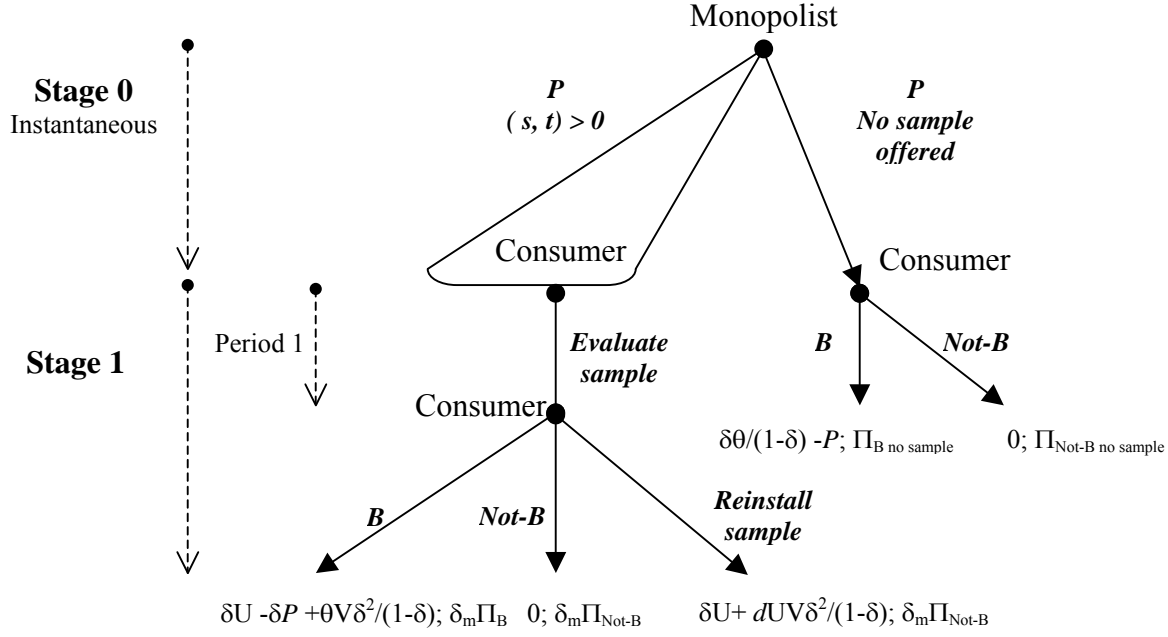 Monopolist
Stage 0
Instantaneous
P
( s, t) > 0
P
No sample
offered
Consumer
Consumer
Stage 1
Period 1
Evaluate
sample
B
Not-B
Consumer
δθ/(1-δ) -P; Π_B no sample
0; Π_Not-B no sample
B
Not-B
Reinstall
sample
δU -δP +θVδ²/(1-δ); δ_mΠ_B
0; δ_mΠ_Not-B
δU+ dUVδ²/(1-δ); δ_mΠ_Not-B